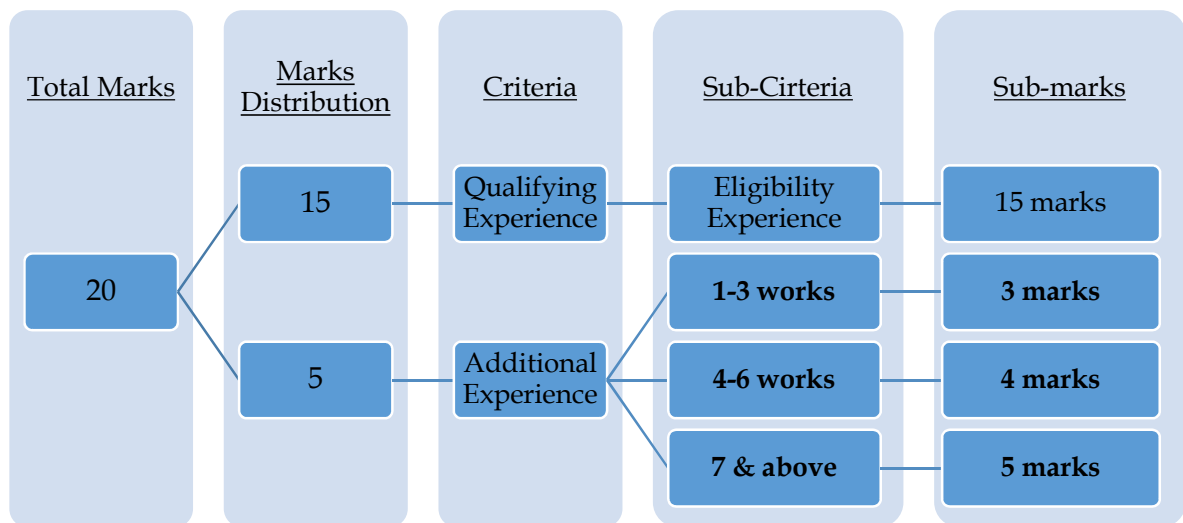 Total Marks
Marks
Distribution
Criteria
Sub-Cirteria
Sub-marks
20
15
Qualifying
Experience
Eligibility
Experience
15 marks
5
Additional
Experience
1-3 works
3 marks
4-6 works
4 marks
7 & above
5 marks